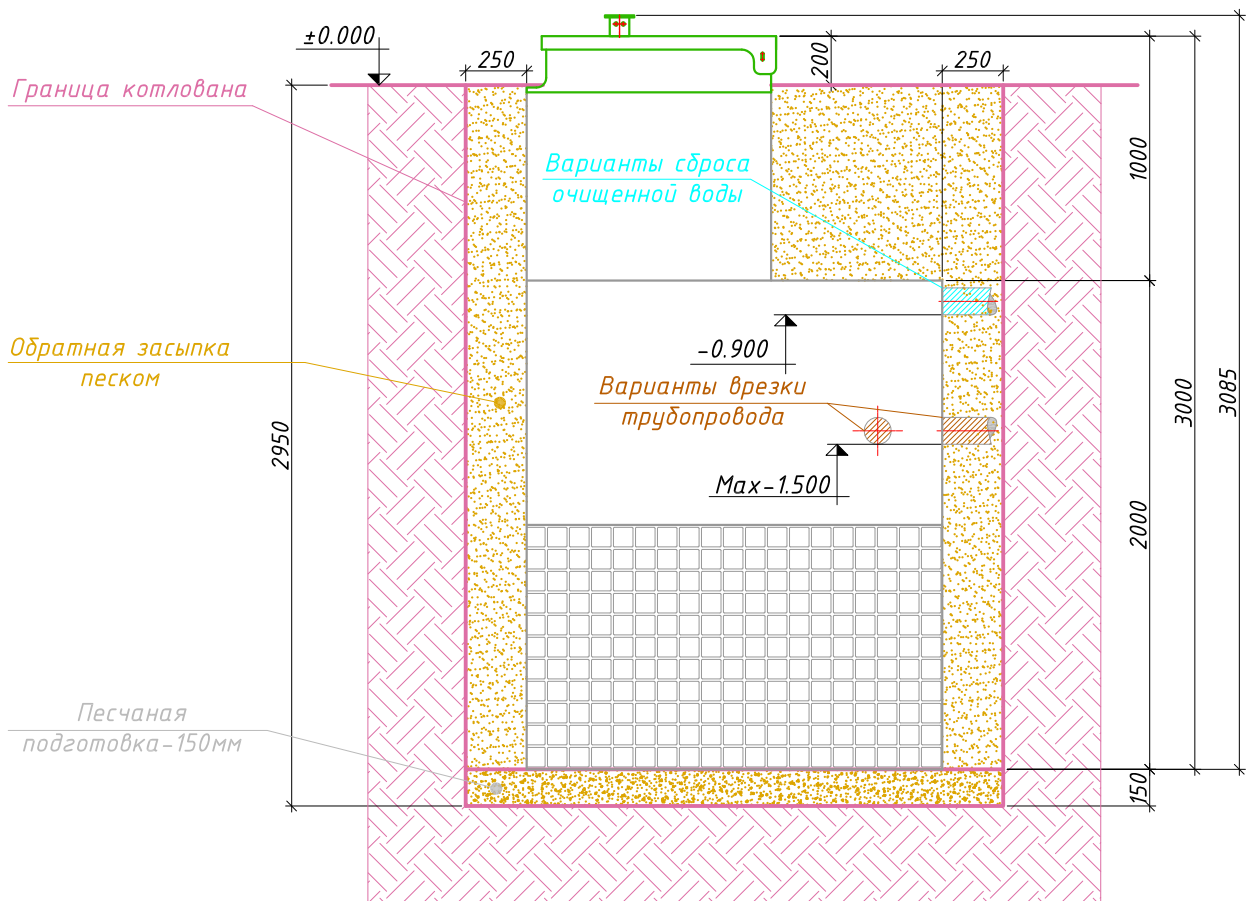 ±0.000
250
200
250
Граница котлована
1000
Варианты сброса
очищенной воды
-0.900
Обратная засыпка
песком
Варианты врезки
трубопровода
Max-1.500
2950
3000
3085
2000
Песчаная
подготовка-150мм
150